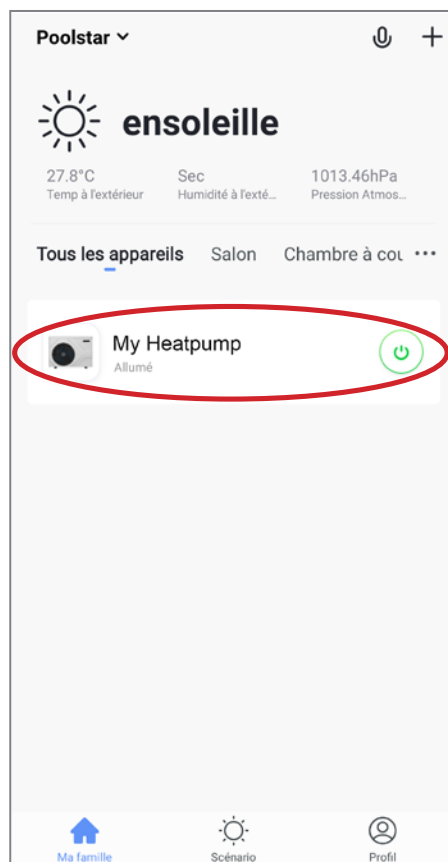 Poolstar
ensoleille
27.8°C Sec 1013.46hPa
Temp à l'extérieur Humidité à l'exté... Pression Atmos...
Tous les appareils Salon Chambre à cou ...
My Heatpump
Allumé
Ma famille Scénario Profil